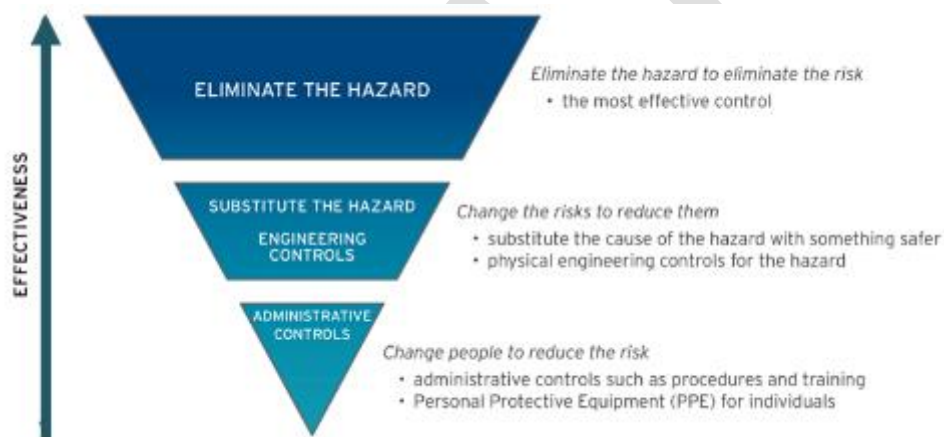 EFFECTIVENESS
ELIMINATE THE HAZARD
Eliminate the hazard to eliminate the risk
• the most effective control
SUBSTITUTE THE HAZARD
ENGINEERING
CONTROLS
Change the risks to reduce them
• substitute the cause of the hazard with something safer
• physical engineering controls for the hazard
ADMINISTRATIVE
CONTROLS
Change people to reduce the risk
• administrative controls such as procedures and training
• Personal Protective Equipment (PPE) for individuals